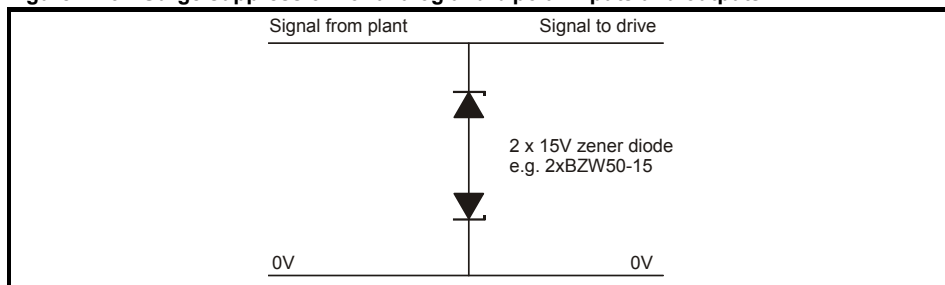 Signal from plant Signal to drive
2 x 15V zener diode
e.g. 2xBZW50-15
0V 0V